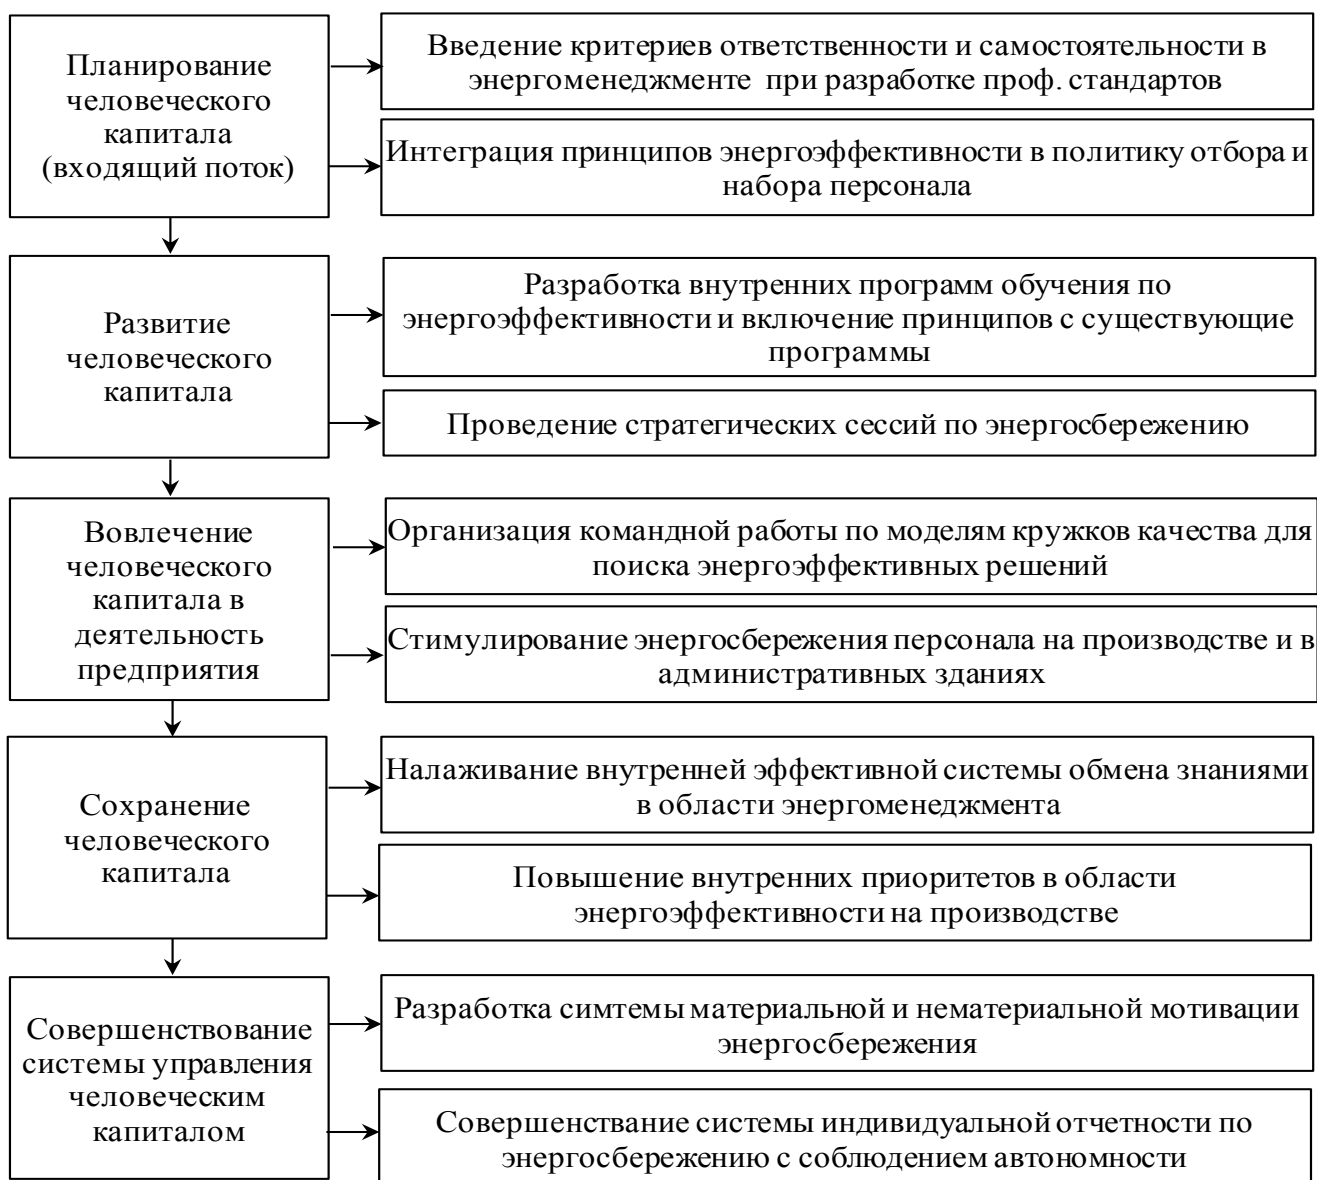 Планирование
человеческого
капитала
(входящий поток)
Введение критериев ответственности и самостоятельности в
энергоменеджменте при разработке проф. стандартов
Интеграция принципов энергоэффективности в политику отбора и
набора персонала
Развитие
человеческого
капитала
Разработка внутренних программ обучения по
энергоэффективности и включение принципов с существующие
программы
Проведение стратегических сессий по энергосбережению
Вовлечение
человеческого
капитала в
деятельность
предприятия
Организация командной работы по моделям кружков качества для
поиска энергоэффективных решений
Стимулирование энергосбережения персонала на производстве и в
административных зданиях
Сохранение
человеческого
капитала
Налаживание внутренней эффективной системы обмена знаниями
в области энергоменеджмента
Повышение внутренних приоритетов в области
энергоэффективности на производстве
Совершенствование
системы управления
человеческим
капиталом
Разработка симтемы материальной и нематериальной мотивации
энергосбережения
Совершенствание системы индивидуальной отчетности по
энергосбережению с соблюдением автономности